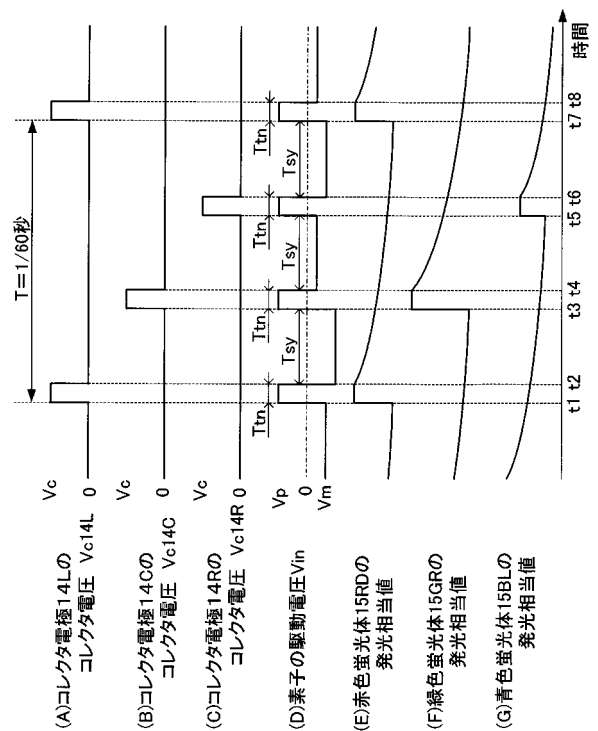 T=1/60秒
(A)コレクタ電極14Lの
コレクタ電圧 Vc14L
Vc
0
(B)コレクタ電極14Cの
コレクタ電圧 Vc14C
Vc
0
(C)コレクタ電極14Rの
コレクタ電圧 Vc14R
Vc
0
Ttn
Ttn
Ttn
Ttn
(D)素子の駆動電圧Vin
Vp
0
Vm
Tsy
Tsy
Tsy
(E)赤色蛍光体15RDの
発光相当値
(F)緑色蛍光体15GRの
発光相当値
(G)青色蛍光体15BLの
発光相当値
t1 t2 t3 t4 t5 t6 t7 t8
時間